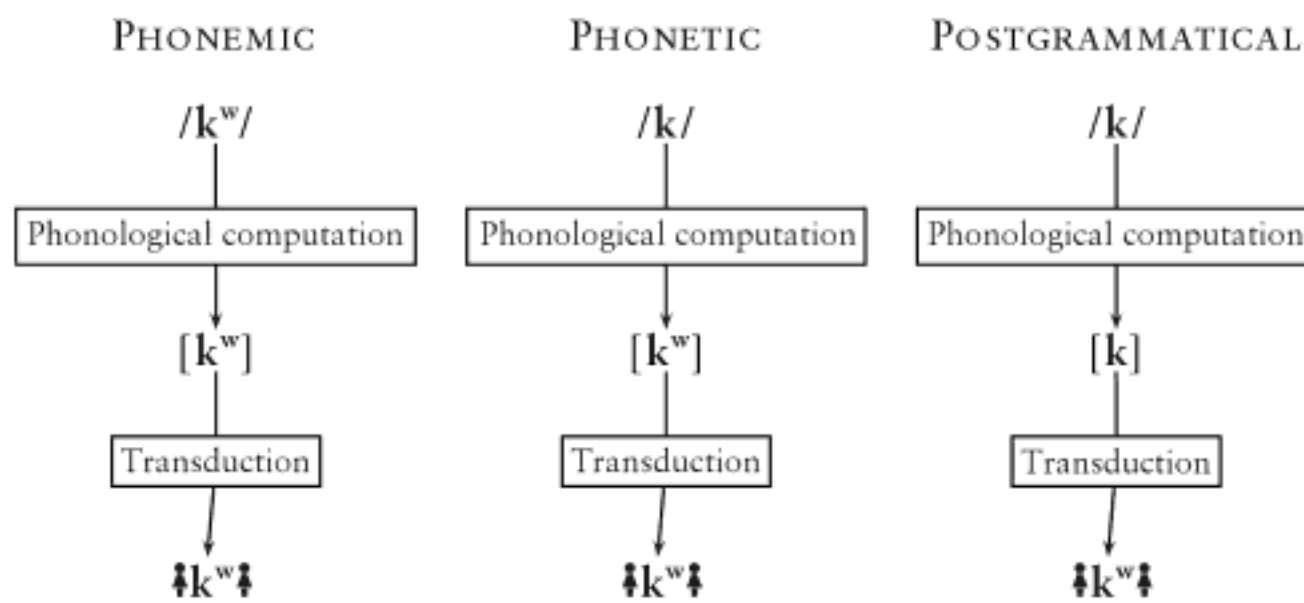 PHONEMIC PHONETIC POSTGRAMMATICAL
/kʷ/ /k/ /k/
Phonological computation Phonological computation Phonological computation
[kʷ] [kʷ] [k]
Transduction Transduction Transduction
kʷ kʷ kʷ